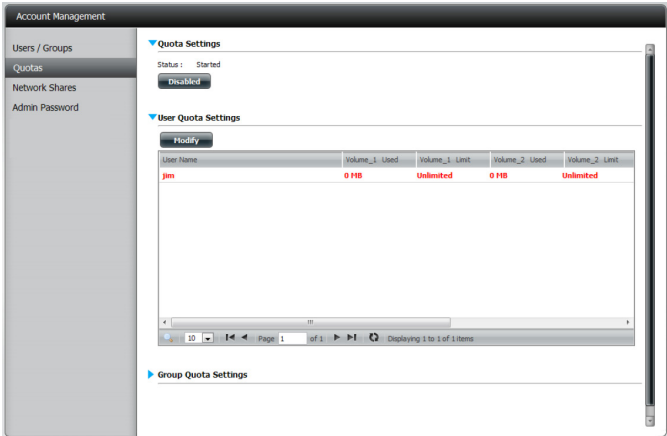 Account Management
Users / Groups
Quotas
Network Shares
Admin Password
Quota Settings
Status : Started
Disabled
User Quota Settings
Modify
User Name Volume_1 Used Volume_1 Limit Volume_2 Used Volume_2 Limit
Jim 0 MB Unlimited 0 MB Unlimited
10 Page 1 of 1 Displaying 1 to 1 of 1 items
Group Quota Settings